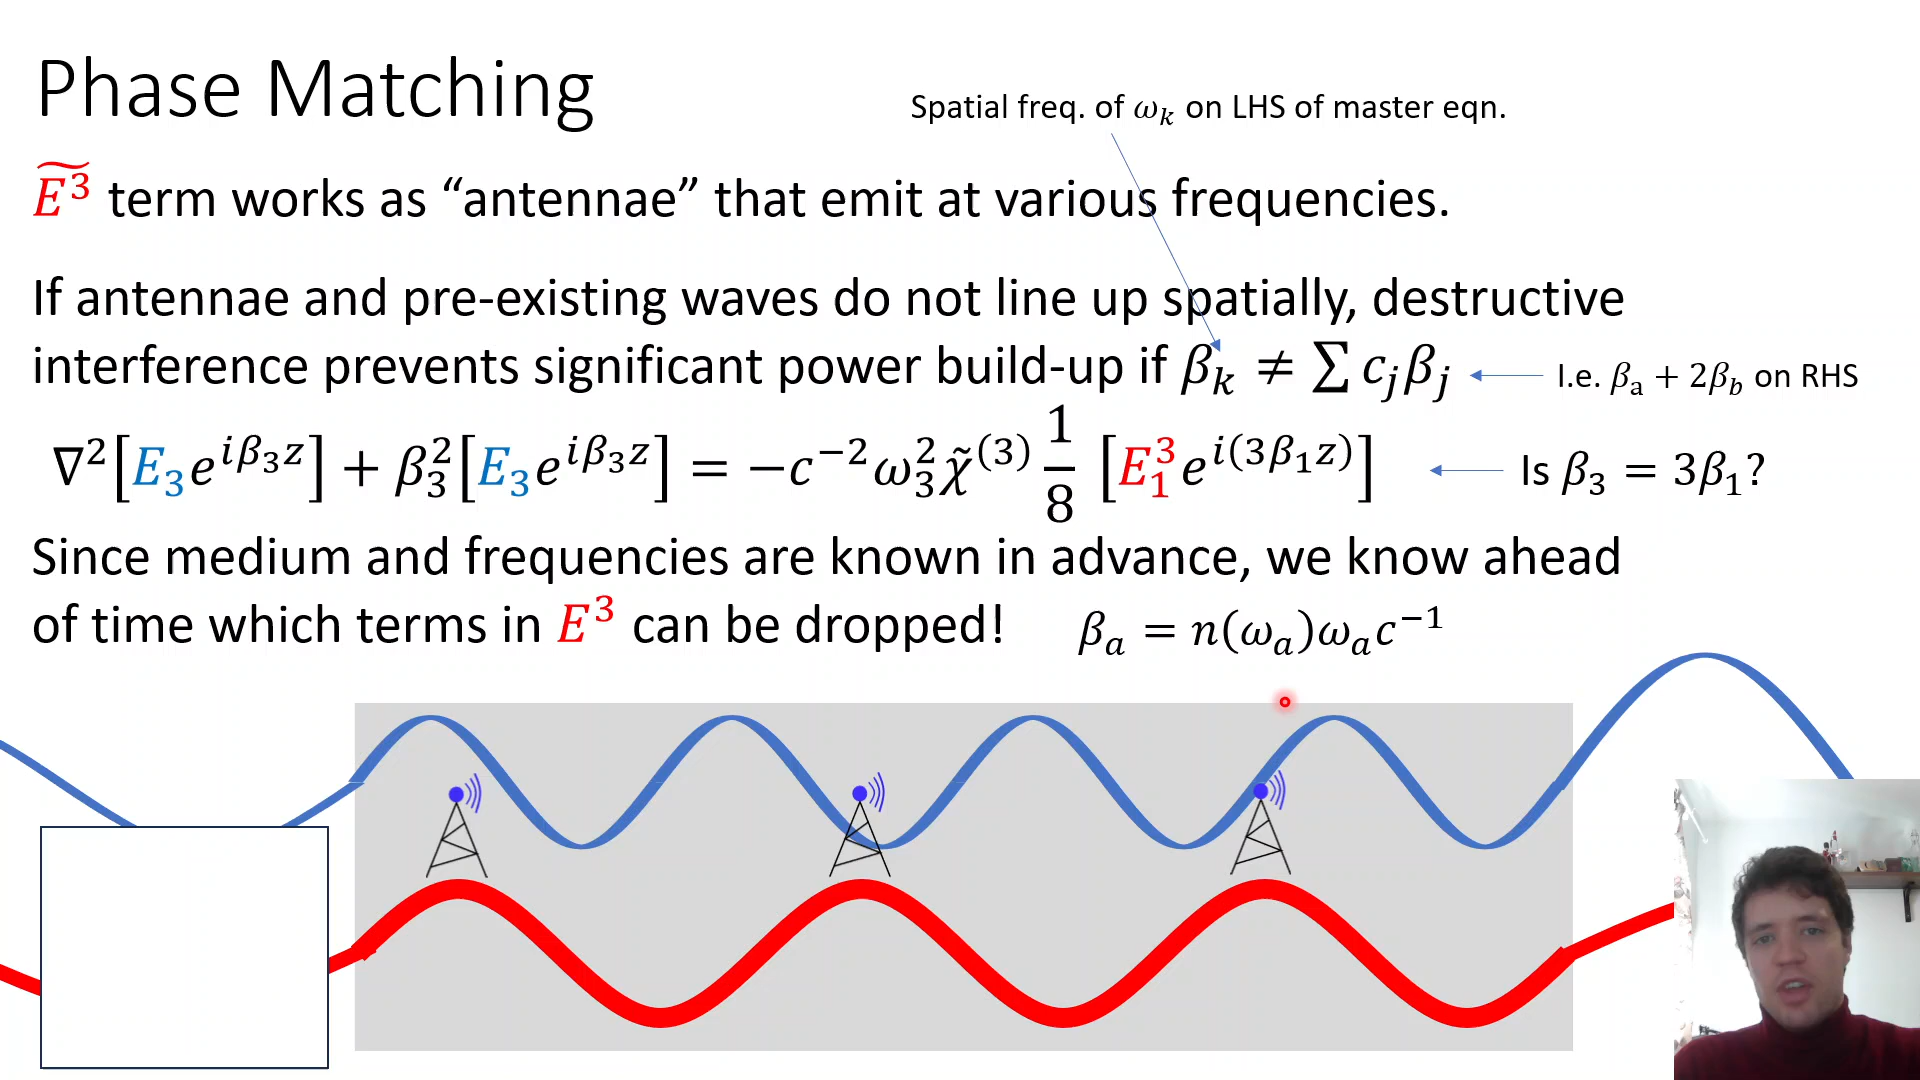 Phase Matching
Spatial freq. of ωₖ on LHS of master eqn.
Ẽ³ term works as “antennae” that emit at various frequencies.
If antennae and pre-existing waves do not line up spatially, destructive
interference prevents significant power build-up if βₖ ≠ ∑ cⱼβⱼ
I.e. βₐ + 2β_b on RHS
∇²[E₃e^{iβ₃z}] + β₃²[E₃e^{iβ₃z}] = −c⁻²ω₃²χ̃⁽³⁾ 1/8 [E₁³e^{i(3β₁z)}]
Is β₃ = 3β₁?
Since medium and frequencies are known in advance, we know ahead
of time which terms in E³ can be dropped!
βₐ = n(ωₐ)ωₐc⁻¹